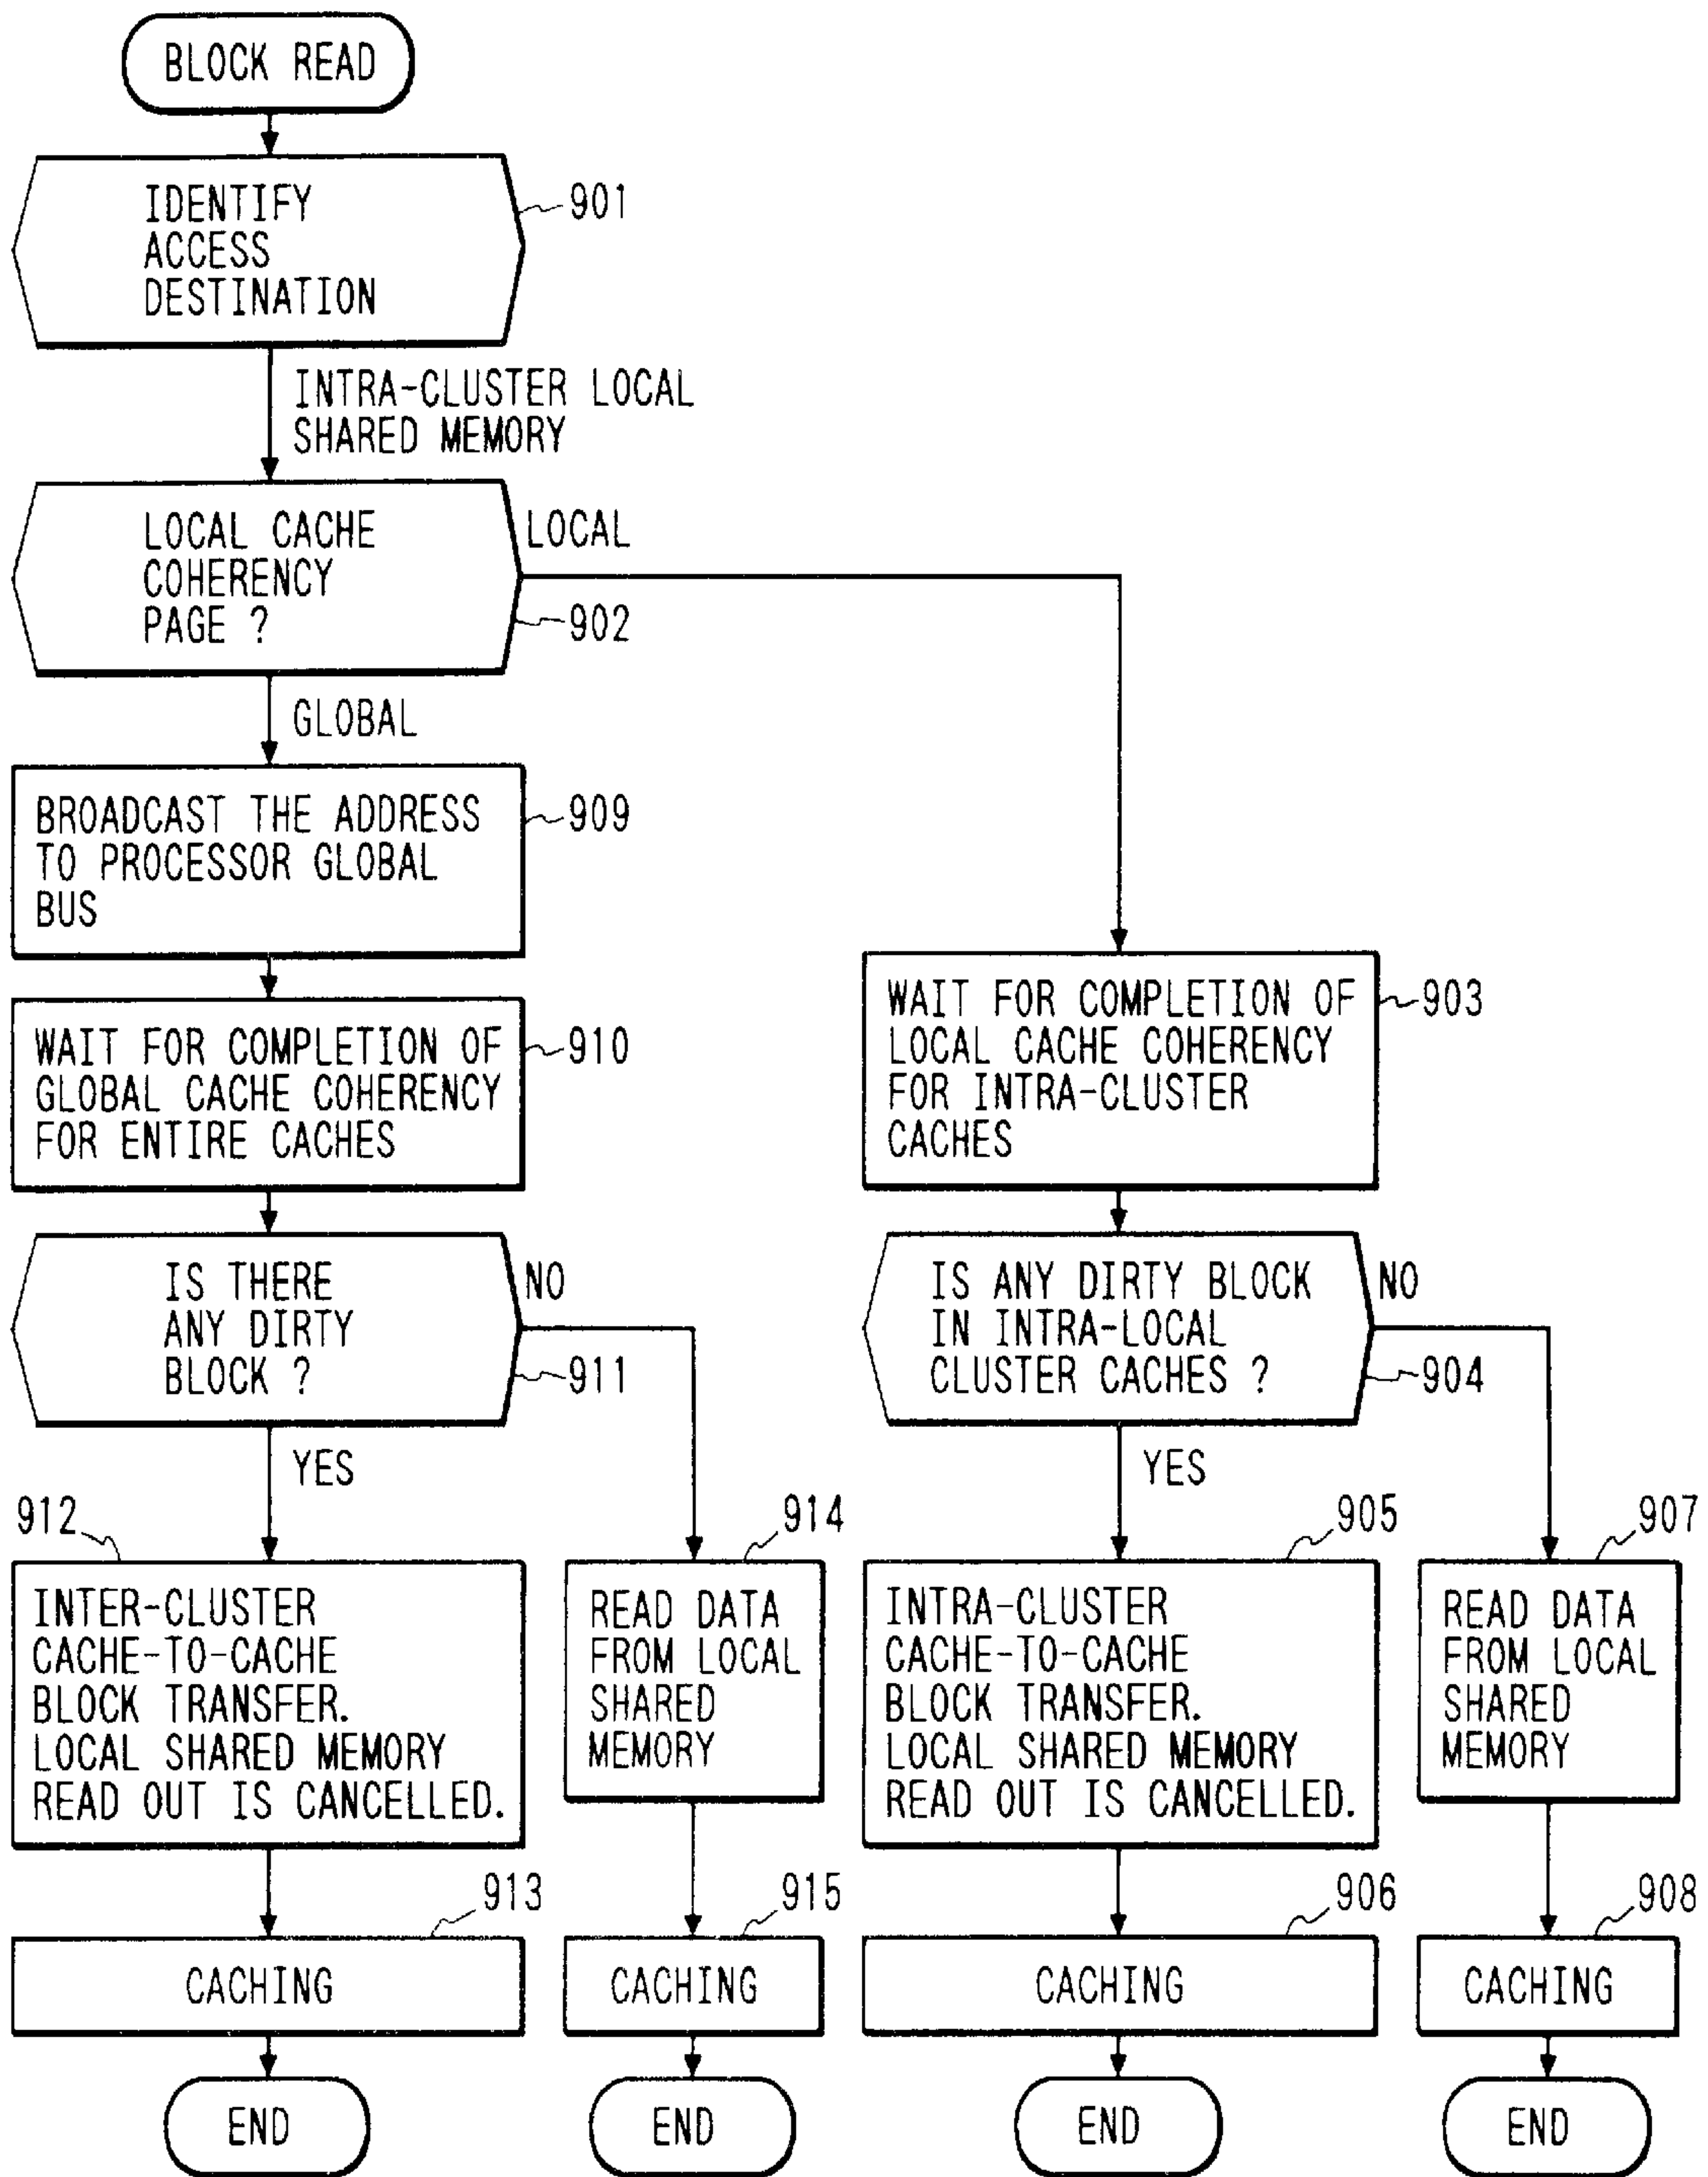 BLOCK READ
IDENTIFY
ACCESS
DESTINATION
901
INTRA-CLUSTER LOCAL
SHARED MEMORY
LOCAL CACHE
COHERENCY
PAGE ?
LOCAL
902
GLOBAL
BROADCAST THE ADDRESS
TO PROCESSOR GLOBAL
BUS
909
WAIT FOR COMPLETION OF
GLOBAL CACHE COHERENCY
FOR ENTIRE CACHES
910
WAIT FOR COMPLETION OF
LOCAL CACHE COHERENCY
FOR INTRA-CLUSTER
CACHES
903
IS THERE
ANY DIRTY
BLOCK ?
NO
911
YES
IS ANY DIRTY BLOCK
IN INTRA-LOCAL
CLUSTER CACHES ?
NO
904
YES
912
INTER-CLUSTER
CACHE-TO-CACHE
BLOCK TRANSFER.
LOCAL SHARED MEMORY
READ OUT IS CANCELLED.
914
READ DATA
FROM LOCAL
SHARED
MEMORY
905
INTRA-CLUSTER
CACHE-TO-CACHE
BLOCK TRANSFER.
LOCAL SHARED MEMORY
READ OUT IS CANCELLED.
907
READ DATA
FROM LOCAL
SHARED
MEMORY
913
CACHING
915
CACHING
906
CACHING
908
CACHING
END
END
END
END